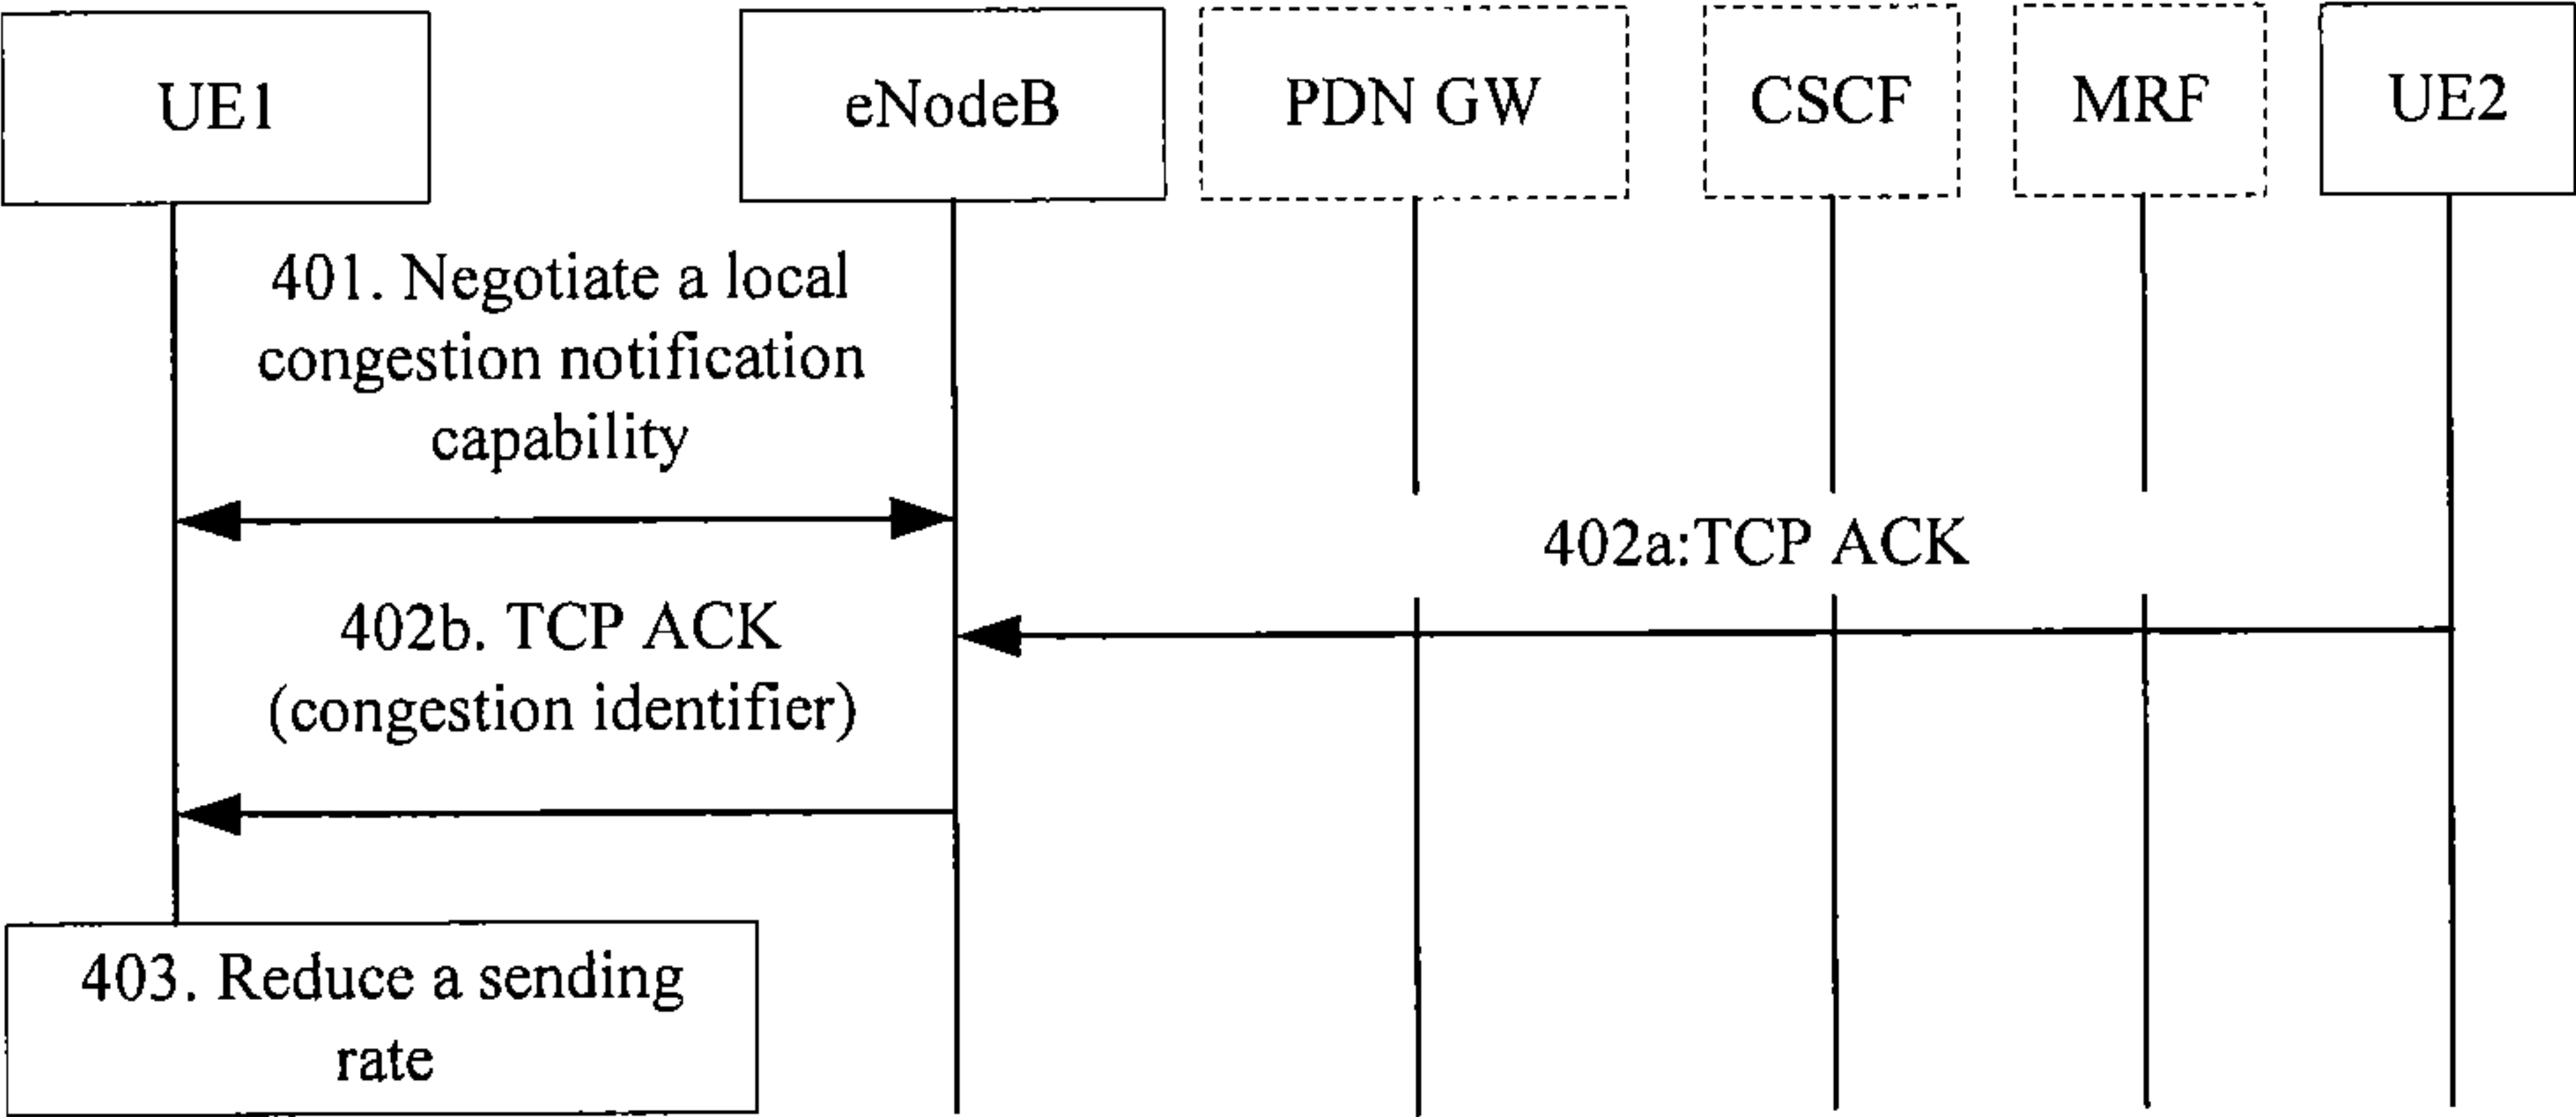 UE1
eNodeB
PDN GW
CSCF
MRF
UE2
401. Negotiate a local
congestion notification
capability
402a:TCP ACK
402b. TCP ACK
(congestion identifier)
403. Reduce a sending
rate